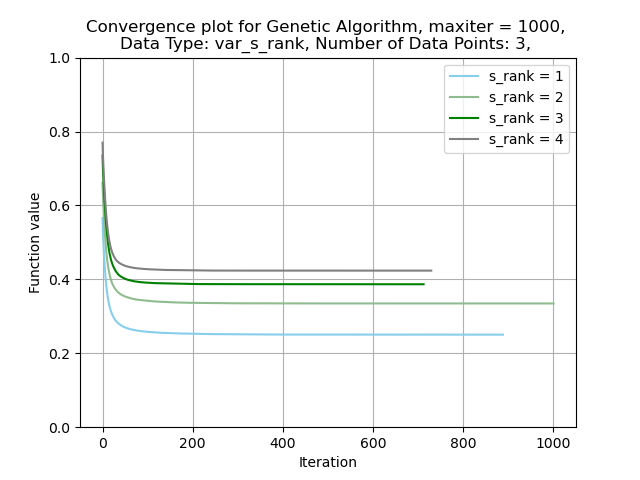 Convergence plot for Genetic Algorithm, maxiter = 1000,
Data Type: var_s_rank, Number of Data Points: 3,
1.0
0.8
0.6
0.4
0.2
0.0
Function value
s_rank = 1
s_rank = 2
s_rank = 3
s_rank = 4
0 200 400 600 800 1000
Iteration